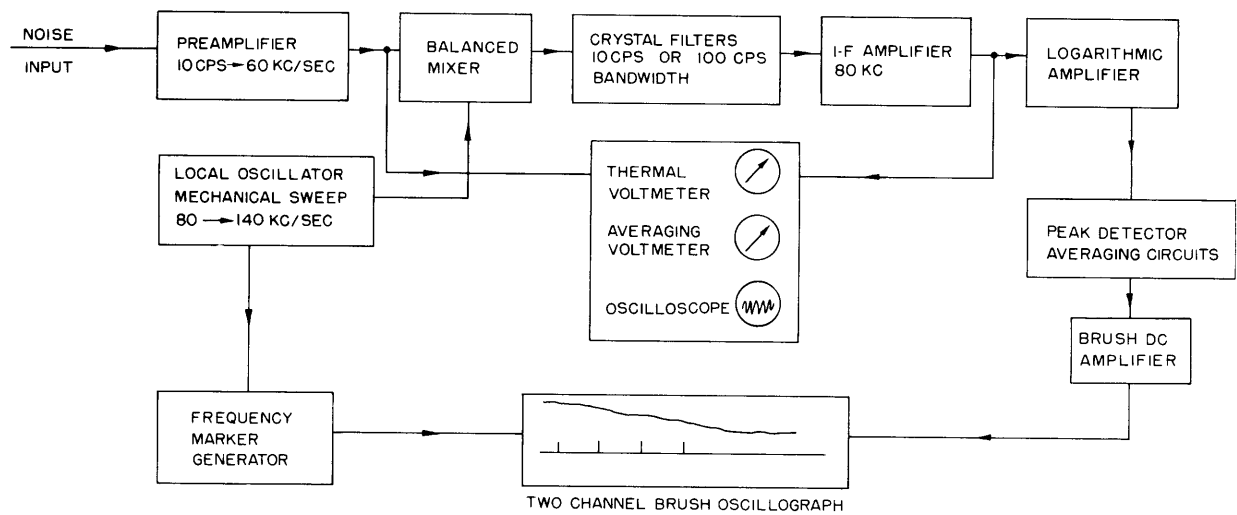 NOISE
INPUT
PREAMPLIFIER
10 CPS → 60 KC/SEC
BALANCED
MIXER
CRYSTAL FILTERS
10 CPS OR 100 CPS
BANDWIDTH
I-F AMPLIFIER
80 KC
LOGARITHMIC
AMPLIFIER
LOCAL OSCILLATOR
MECHANICAL SWEEP
80 → 140 KC/SEC
THERMAL
VOLTMETER
AVERAGING
VOLTMETER
OSCILLOSCOPE
PEAK DETECTOR
AVERAGING CIRCUITS
BRUSH DC
AMPLIFIER
FREQUENCY
MARKER
GENERATOR
TWO CHANNEL BRUSH OSCILLOGRAPH